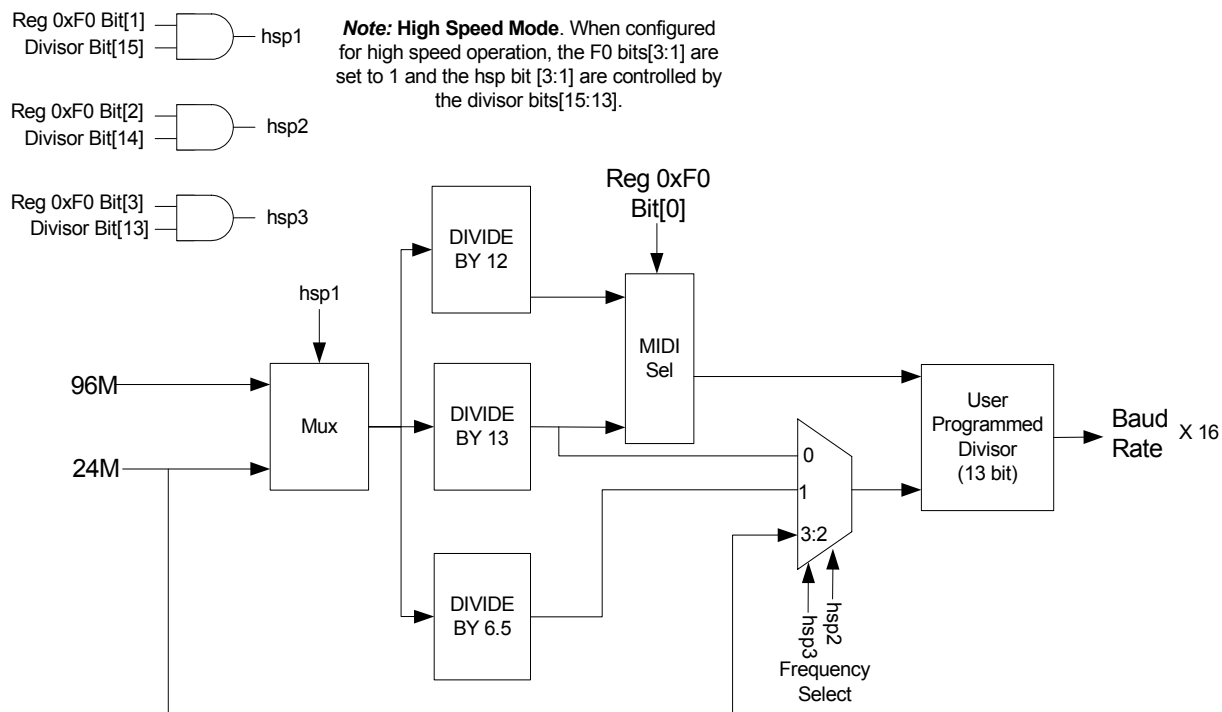 Reg 0xF0 Bit[1]
Divisor Bit[15]
hsp1
Note: High Speed Mode. When configured
for high speed operation, the F0 bits[3:1] are
set to 1 and the hsp bit [3:1] are controlled by
the divisor bits[15:13].
Reg 0xF0 Bit[2]
Divisor Bit[14]
hsp2
Reg 0xF0 Bit[3]
Divisor Bit[13]
hsp3
Reg 0xF0
Bit[0]
DIVIDE
BY 12
hsp1
MIDI
Sel
96M
24M
Mux
DIVIDE
BY 13
User
Programmed
Divisor
(13 bit)
Baud
Rate
X 16
0
1
3:2
DIVIDE
BY 6.5
hsp2
hsp3
Frequency
Select